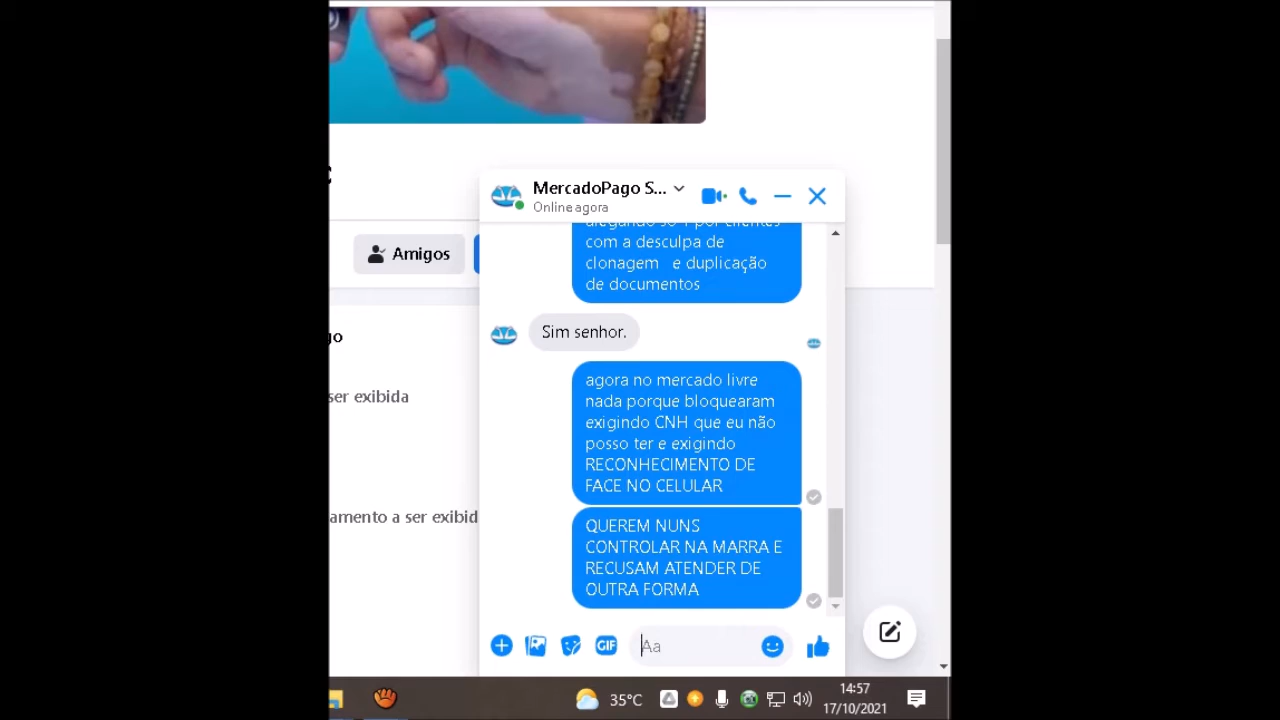 MercadoPago S...
Online agora
Amigos
com a desculpa de
clonagem e duplicação
de documentos
Sim senhor.
ser exibida
agora no mercado livre
nada porque bloquearam
exigindo CNH que eu não
posso ter e exigindo
RECONHECIMENTO DE
FACE NO CELULAR
amento a ser exibid
QUEREM NUNS
CONTROLAR NA MARRA E
RECUSAM ATENDER DE
OUTRA FORMA
GIF
Aa
35°C
14:57
17/10/2021